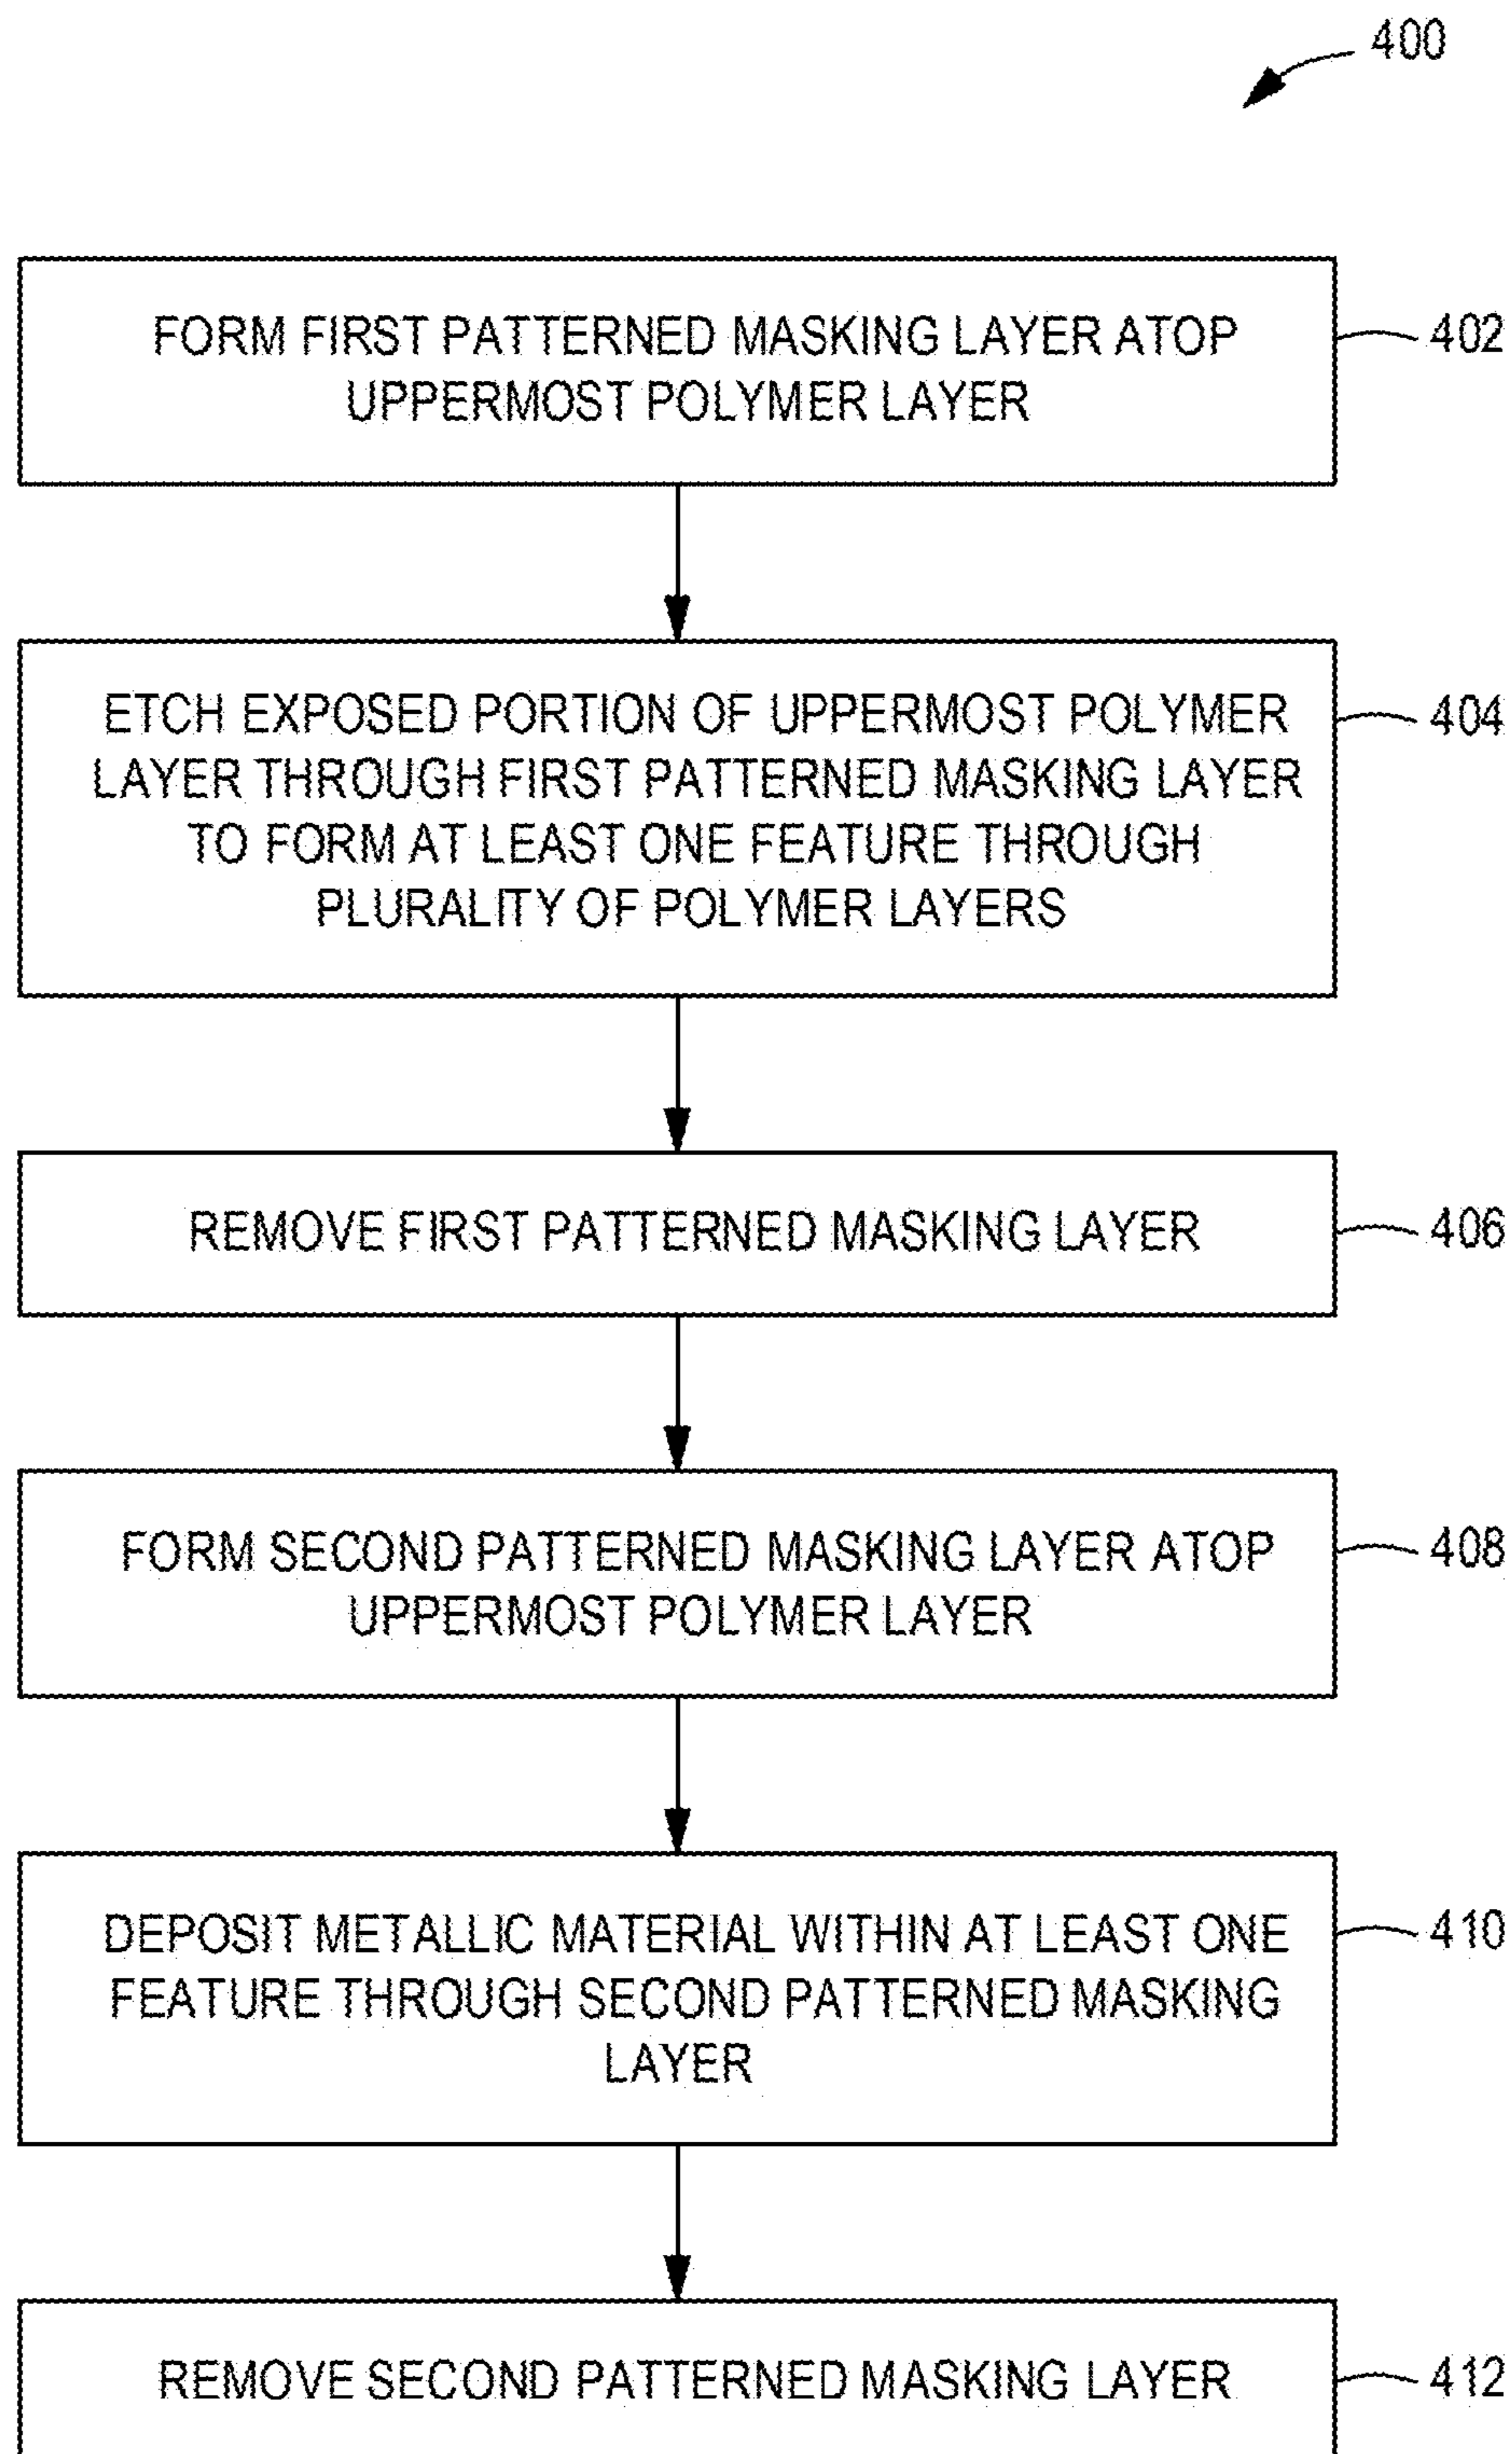 400
FORM FIRST PATTERNED MASKING LAYER ATOP
UPPERMOST POLYMER LAYER
402
ETCH EXPOSED PORTION OF UPPERMOST POLYMER
LAYER THROUGH FIRST PATTERNED MASKING LAYER
TO FORM AT LEAST ONE FEATURE THROUGH
PLURALITY OF POLYMER LAYERS
404
REMOVE FIRST PATTERNED MASKING LAYER
406
FORM SECOND PATTERNED MASKING LAYER ATOP
UPPERMOST POLYMER LAYER
408
DEPOSIT METALLIC MATERIAL WITHIN AT LEAST ONE
FEATURE THROUGH SECOND PATTERNED MASKING
LAYER
410
REMOVE SECOND PATTERNED MASKING LAYER
412